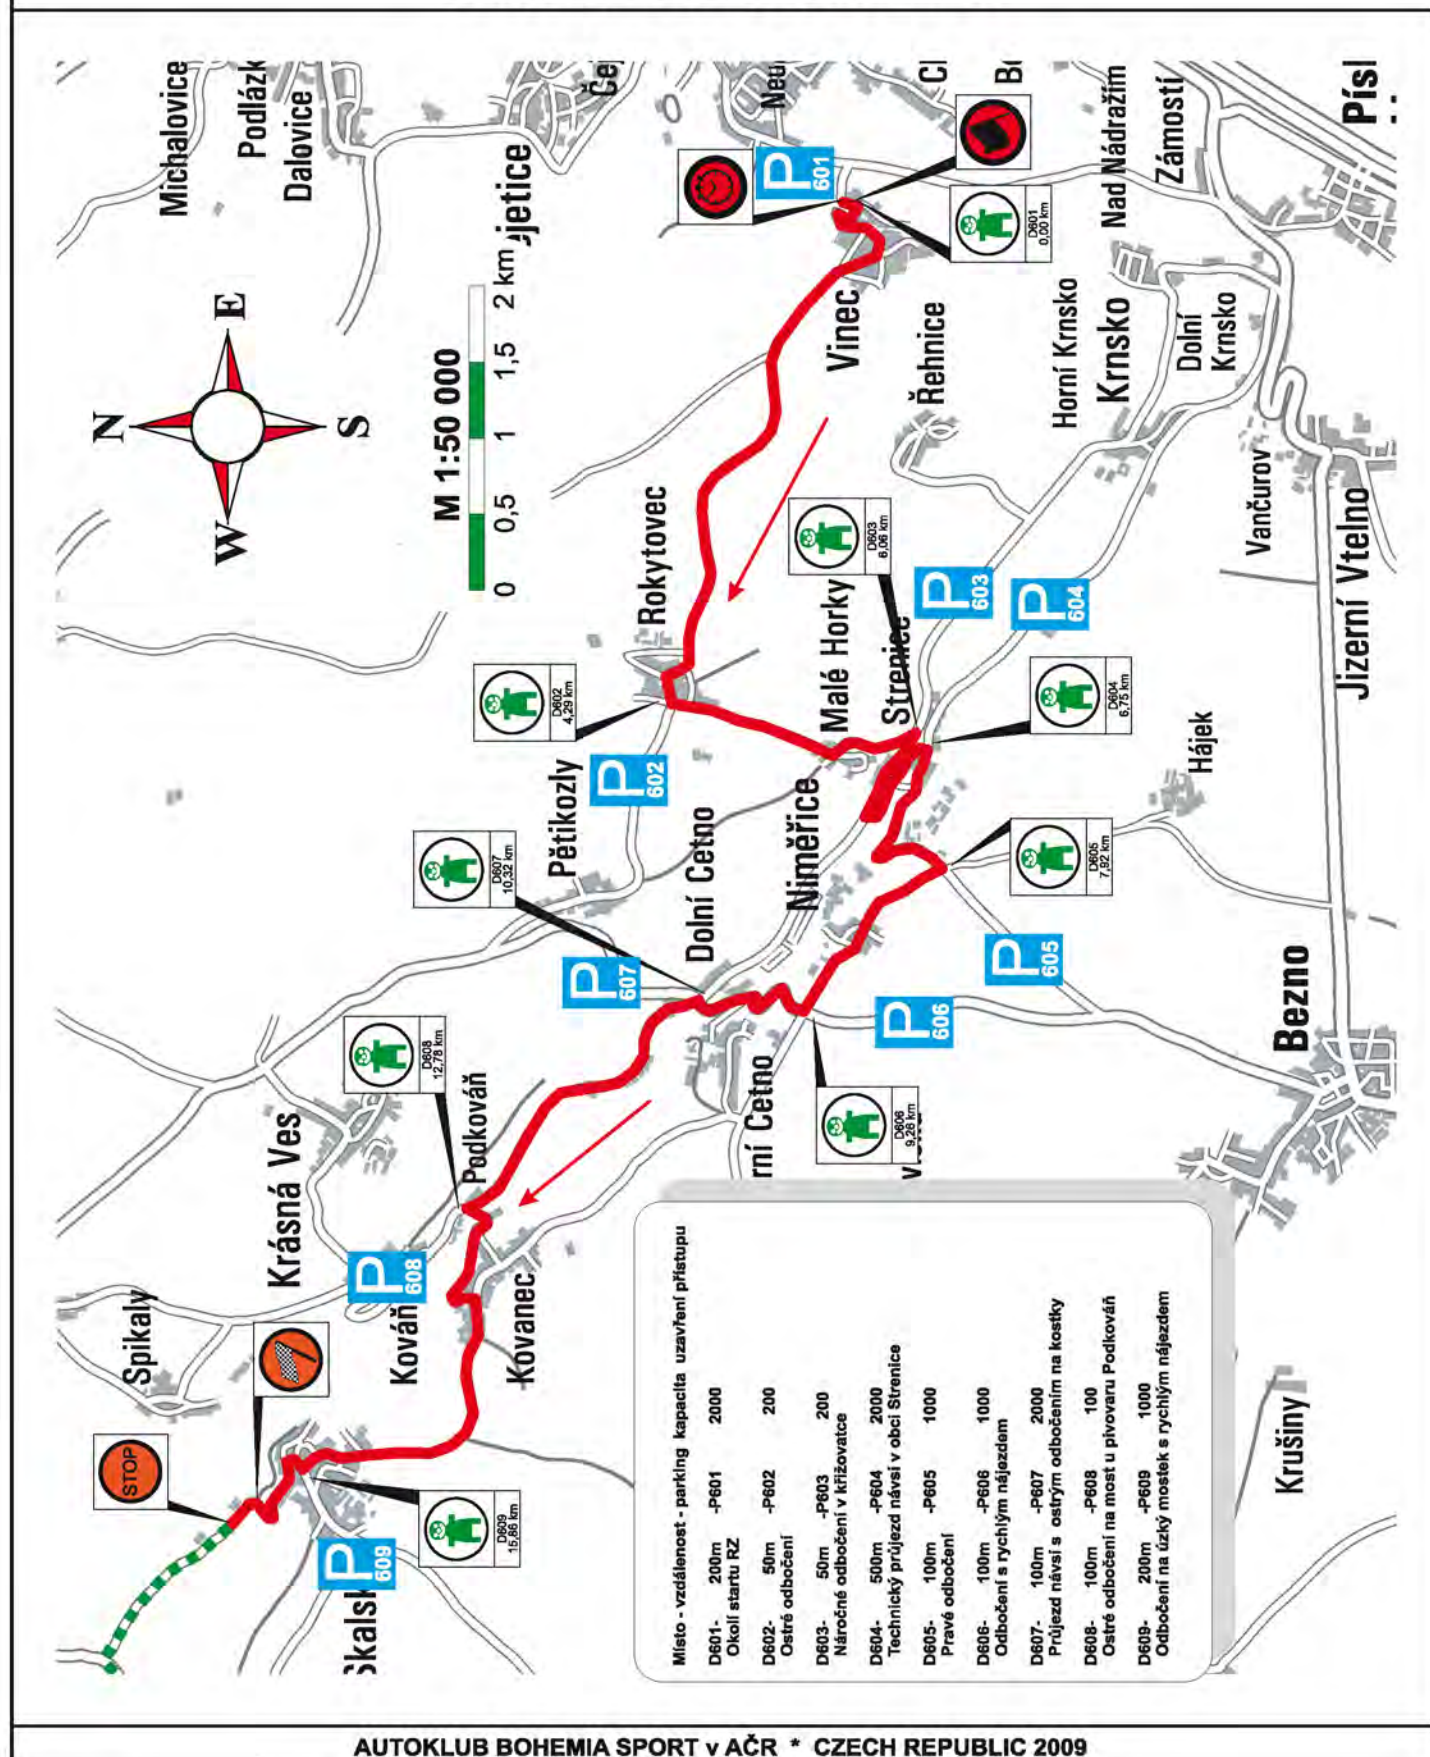 Michalovice
Podlázk
Dalovice
Čej
jetice
N
E
S
W
M 1:50 000
0 0,5 1 1,5 2 km
Neu
P
601
D601
0,00 km
Vinec
Řehnice
Horní Krnsko
Krnsko
Dolní
Krnsko
Nad Nádražím
Zámostí
Písl
Vančurov
Jizerní Vtelno
Rokytovec
D602
4,29 km
P
602
Pětikozly
Malé Horky
Strenice
D603
6,06 km
P
603
P
604
D604
6,75 km
Niměřice
Hájek
D605
7,92 km
P
605
Dolní Cetno
D607
10,32 km
P
607
P
606
D606
9,26 km
rní Cetno
Bezno
D608
12,78 km
Podkováň
Krásná Ves
P
608
Kováň
Kovanec
Spikaly
STOP
D609
15,86 km
P
609
Skalsk
Krušiny
Místo - vzdálenost - parking kapacita uzavření přístupu
D601- 200m -P601 2000
Okolí startu RZ
D602- 50m -P602 200
Ostré odbočení
D603- 50m -P603 200
Náročné odbočení v křižovatce
D604- 500m -P604 2000
Technický průjezd návsí v obci Strenice
D605- 100m -P605 1000
Pravé odbočení
D606- 100m -P606 1000
Odbočení s rychlým nájezdem
D607- 100m -P607 2000
Průjezd návsí s ostrým odbočením na kostky
D608- 100m -P608 100
Ostré odbočení na most u pivovaru Podkováň
D609- 200m -P609 1000
Odbočení na úzký mostek s rychlým nájezdem
AUTOKLUB BOHEMIA SPORT v AČR * CZECH REPUBLIC 2009